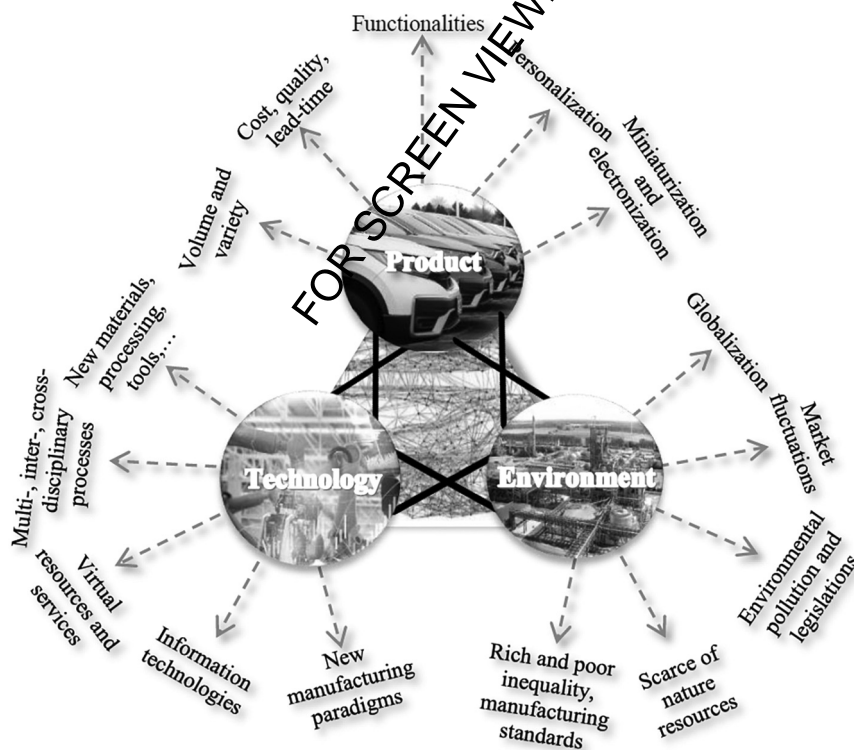 Functionalities
Cost, quality,
lead-time
Personalization
Miniaturization
and
electronization
Volume and
variety
FOR SCREEN VIEW
Product
New materials,
processing,
tools,...
Globalization
Market
fluctuations
Multi-, inter-, cross-
disciplinary
processes
Technology
Environment
Virtual
resources and
services
Environmental
pollution and
legislations
Information
technologies
New
manufacturing
paradigms
Rich and poor
inequality,
manufacturing
standards
Scarce of
nature
resources